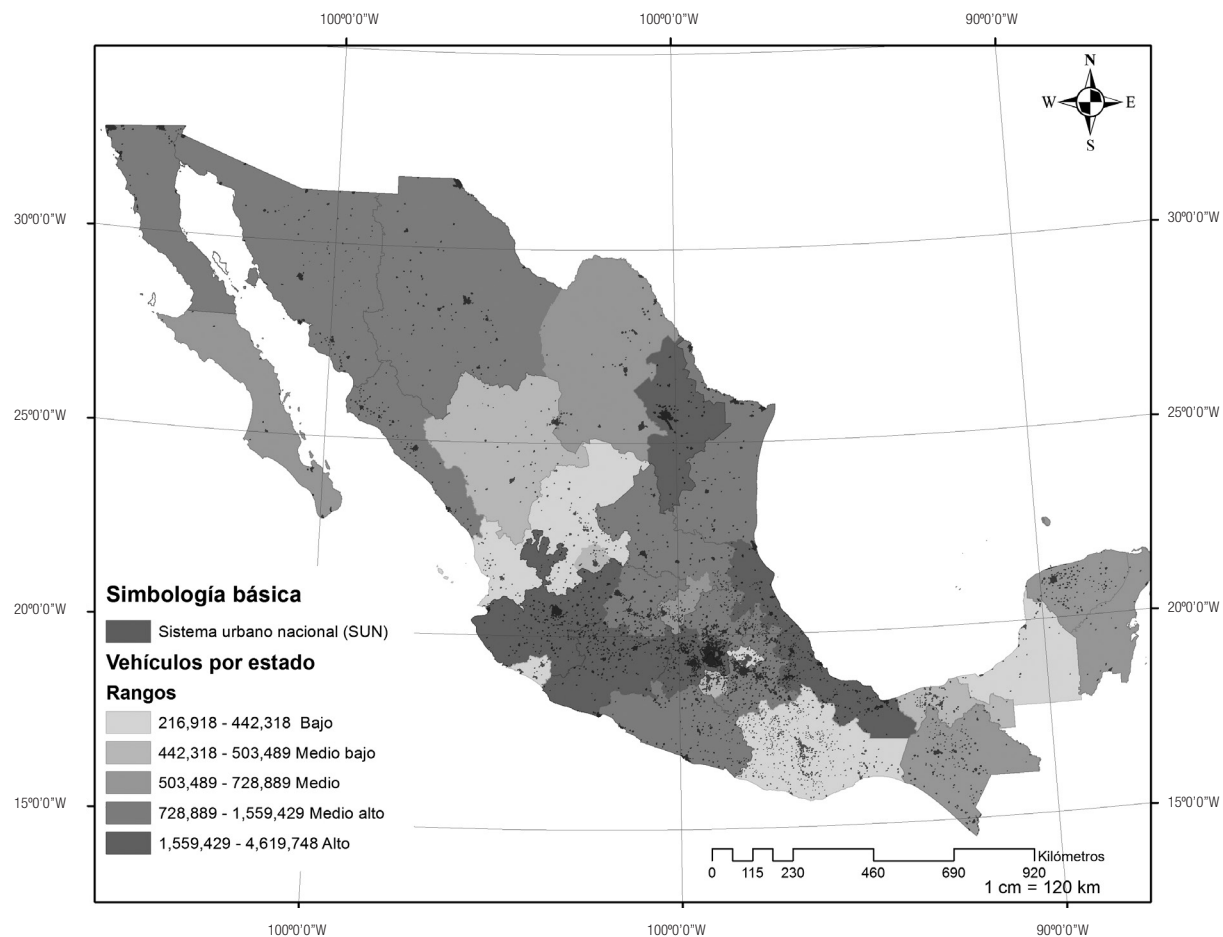 100º0'0"W 100º0'0"W 90º0'0"W
N
W E
S
30º0'0"W 30º0'0"W
25º0'0"W 25º0'0"W
20º0'0"W 20º0'0"W
15º0'0"W 15º0'0"W
Simbología básica
Sistema urbano nacional (SUN)
Vehículos por estado
Rangos
216,918 - 442,318 Bajo
442,318 - 503,489 Medio bajo
503,489 - 728,889 Medio
728,889 - 1,559,429 Medio alto
1,559,429 - 4,619,748 Alto
Kilómetros
0 115 230 460 690 920
1 cm = 120 km
100º0'0"W 100º0'0"W 90º0'0"W